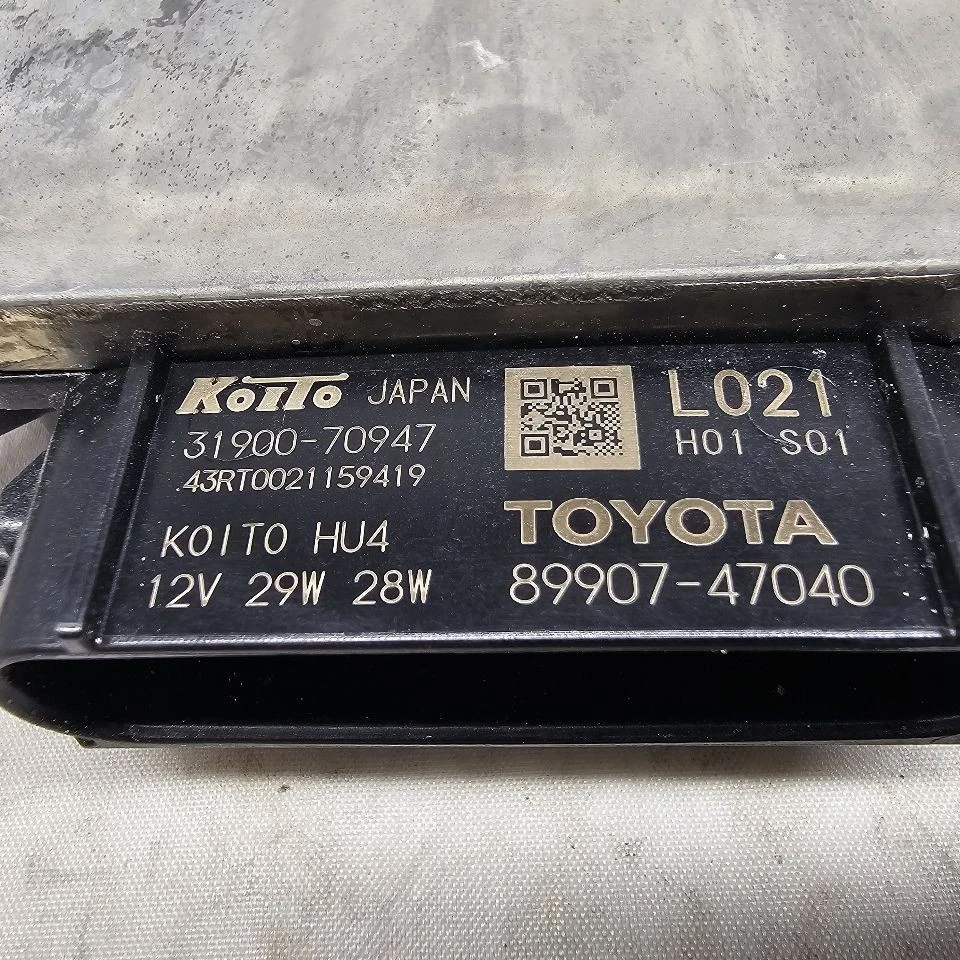 KOITO JAPAN
31900-70947
43RT0021159419
KOITO HU4
12V 29W 28W
L021
H01 S01
TOYOTA
89907-47040